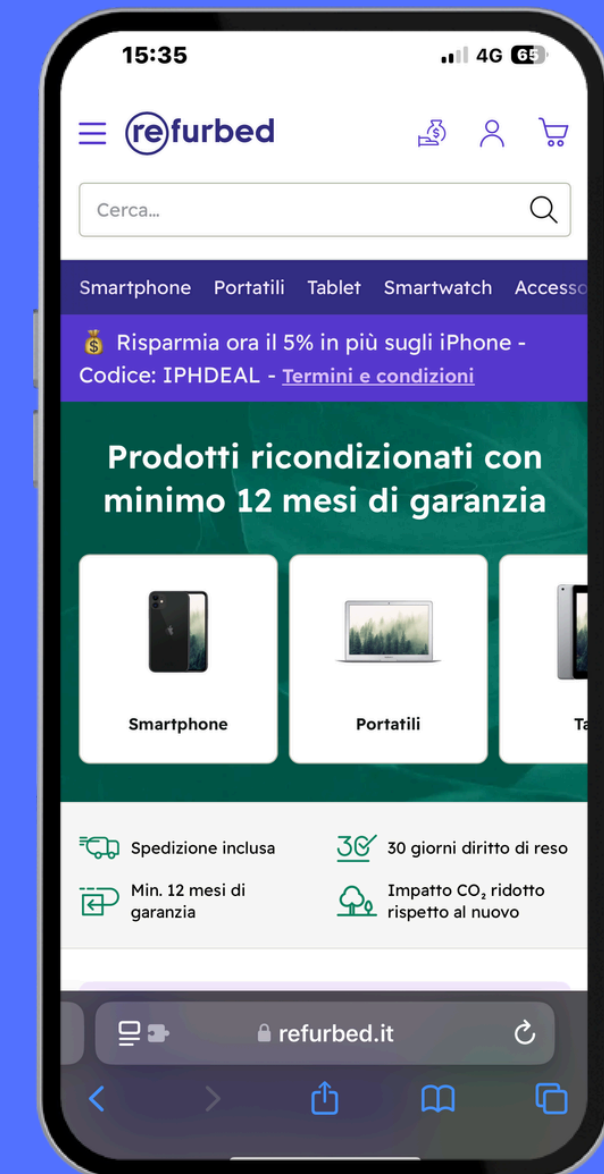 15:35 4G 65
refurbed
Cerca...
Smartphone Portatili Tablet Smartwatch Accesso
Risparmia ora il 5% in più sugli iPhone -
Codice: IPHDEAL - Termini e condizioni
Prodotti ricondizionati con
minimo 12 mesi di garanzia
Smartphone Portatili Ta
Spedizione inclusa
30 giorni diritto di reso
Min. 12 mesi di
garanzia
Impatto CO₂ ridotto
rispetto al nuovo
refurbed.it